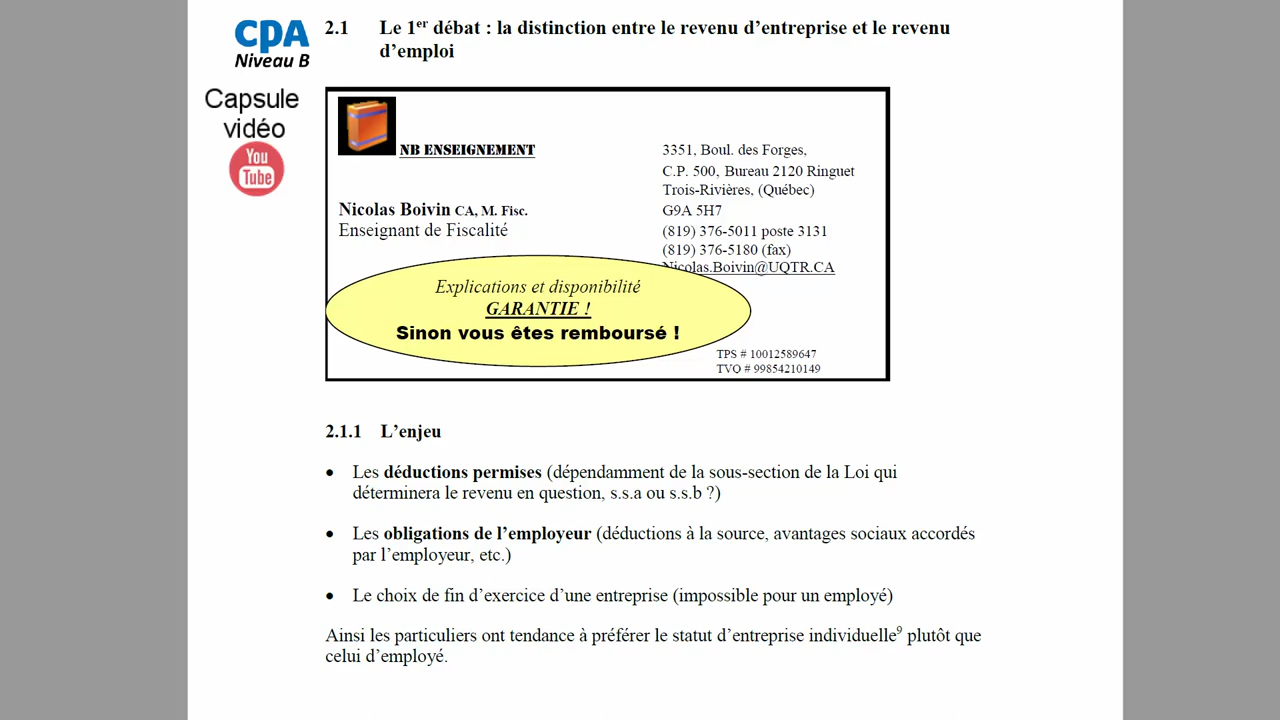 CPA
Niveau B
Capsule
vidéo
You
Tube
2.1 Le 1er débat : la distinction entre le revenu d'entreprise et le revenu
d'emploi
NB ENSEIGNEMENT
Nicolas Boivin CA, M. Fisc.
Enseignant de Fiscalité
3351, Boul. des Forges,
C.P. 500, Bureau 2120 Ringuet
Trois-Rivières, (Québec)
G9A 5H7
(819) 376-5011 poste 3131
(819) 376-5180 (fax)
Nicolas.Boivin@UQTR.CA
Explications et disponibilité
GARANTIE !
Sinon vous êtes remboursé !
TPS # 10012589647
TVQ # 99854210149
2.1.1 L'enjeu
• Les déductions permises (dépendamment de la sous-section de la Loi qui
déterminera le revenu en question, s.s.a ou s.s.b ?)
• Les obligations de l'employeur (déductions à la source, avantages sociaux accordés
par l'employeur, etc.)
• Le choix de fin d'exercice d'une entreprise (impossible pour un employé)
Ainsi les particuliers ont tendance à préférer le statut d'entreprise individuelle9 plutôt que
celui d'employé.